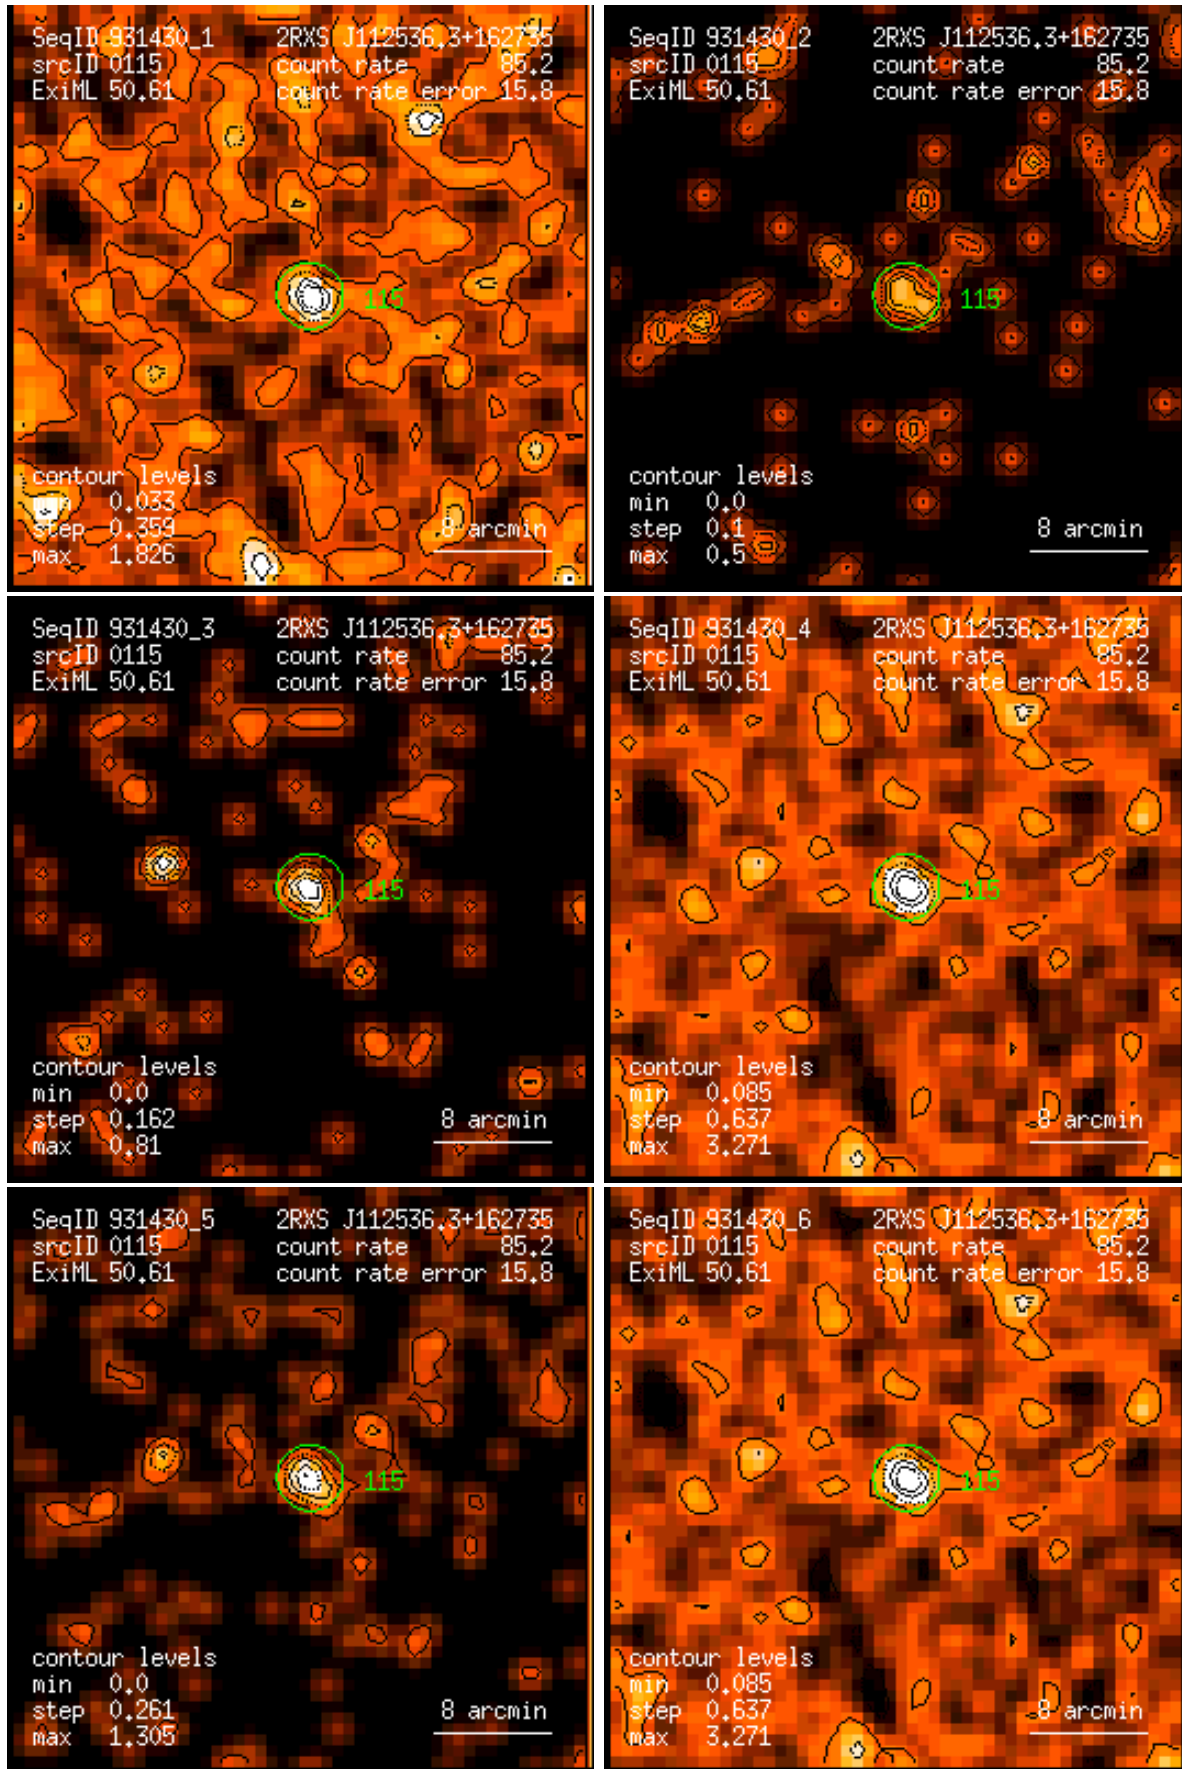 SeqID 931430_1 2RXS J112536.3+162735
srcID 0115 count rate 85.2
ExiML 50.61 count rate error 15.8
115
contour levels
min 0.033
step 0.359
max 1.826
8 arcmin
SeqID 931430_2 2RXS J112536.3+162735
srcID 0115 count rate 85.2
ExiML 50.61 count rate error 15.8
115
contour levels
min 0.0
step 0.1
max 0.5
8 arcmin
SeqID 931430_3 2RXS J112536.3+162735
srcID 0115 count rate 85.2
ExiML 50.61 count rate error 15.8
115
contour levels
min 0.0
step 0.162
max 0.81
8 arcmin
SeqID 931430_4 2RXS J112536.3+162735
srcID 0115 count rate 85.2
ExiML 50.61 count rate error 15.8
115
contour levels
min 0.085
step 0.637
max 3.271
8 arcmin
SeqID 931430_5 2RXS J112536.3+162735
srcID 0115 count rate 85.2
ExiML 50.61 count rate error 15.8
115
contour levels
min 0.0
step 0.261
max 1.305
8 arcmin
SeqID 931430_6 2RXS J112536.3+162735
srcID 0115 count rate 85.2
ExiML 50.61 count rate error 15.8
115
contour levels
min 0.085
step 0.637
max 3.271
8 arcmin